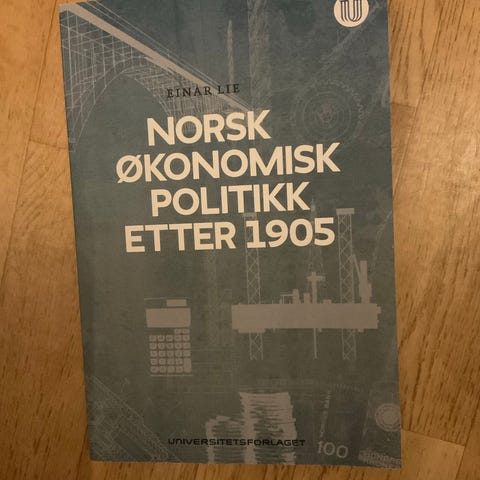 U
EINAR LIE
NORSK
ØKONOMISK
POLITIKK
ETTER 1905
UNIVERSITETSFORLAGET
100